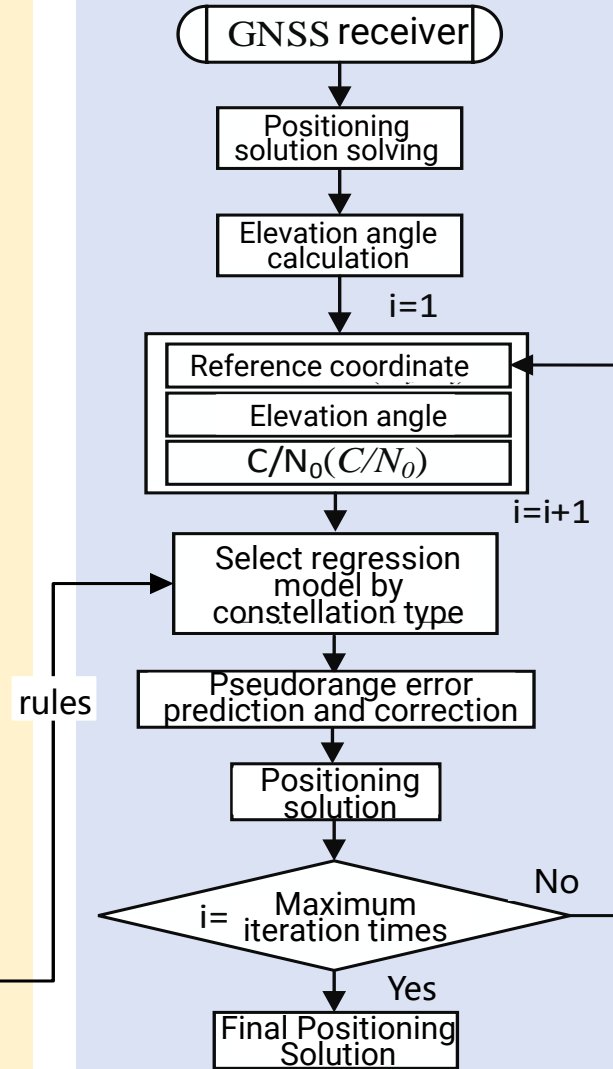 GNSS receiver
Positioning
solution solving
Elevation angle
calculation
i=1
Reference coordinate
Elevation angle
C/N₀(C/N₀)
i=i+1
Select regression
model by
constellation type
rules
Pseudorange error
prediction and correction
Positioning
solution
No
i= Maximum
iteration times
Yes
Final Positioning
Solution